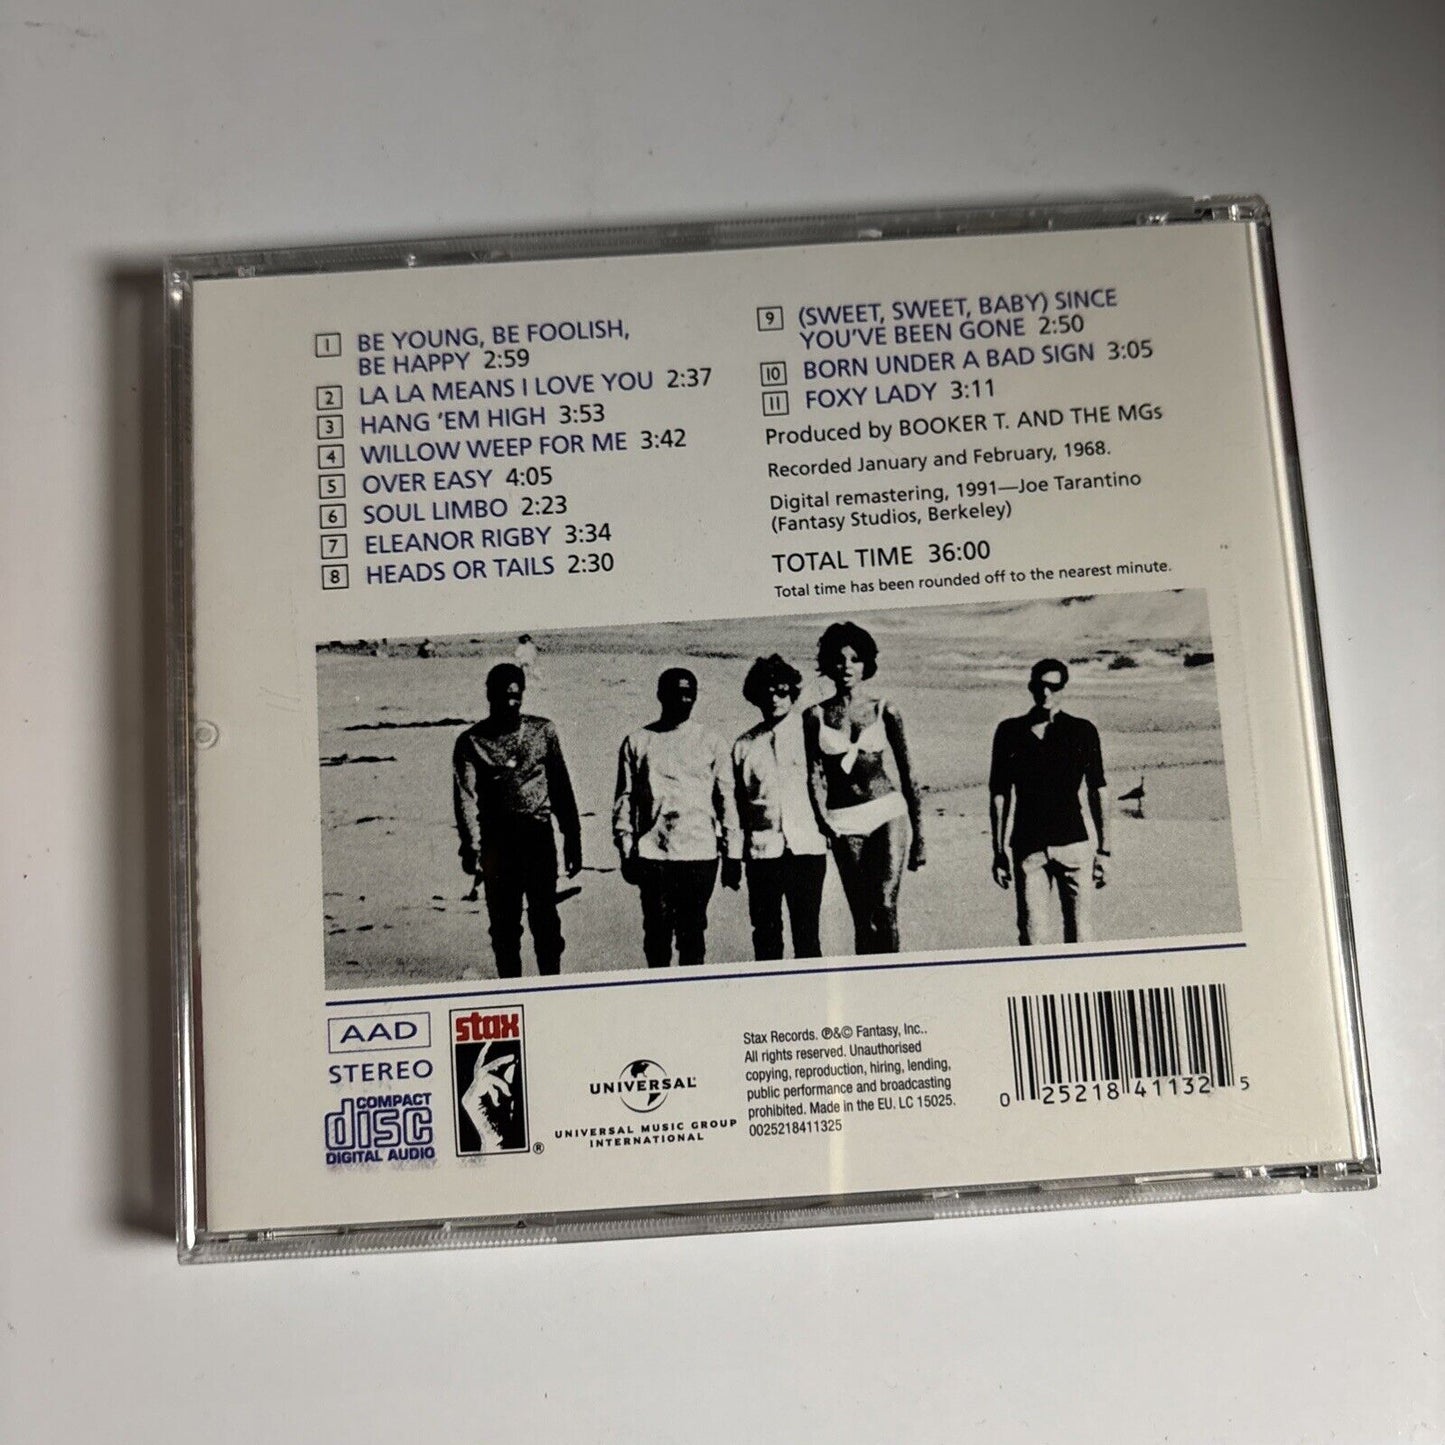 1 BE YOUNG, BE FOOLISH,
BE HAPPY 2:59
2 LA LA MEANS I LOVE YOU 2:37
3 HANG ‘EM HIGH 3:53
4 WILLOW WEEP FOR ME 3:42
5 OVER EASY 4:05
6 SOUL LIMBO 2:23
7 ELEANOR RIGBY 3:34
8 HEADS OR TAILS 2:30
9 (SWEET, SWEET, BABY) SINCE
YOU’VE BEEN GONE 2:50
10 BORN UNDER A BAD SIGN 3:05
11 FOXY LADY 3:11
Produced by BOOKER T. AND THE MGs
Recorded January and February, 1968.
Digital remastering, 1991—Joe Tarantino
(Fantasy Studios, Berkeley)
TOTAL TIME 36:00
Total time has been rounded off to the nearest minute.
AAD
STEREO
COMPACT
disc
DIGITAL AUDIO
stax
®
UNIVERSAL
UNIVERSAL MUSIC GROUP
INTERNATIONAL
Stax Records. ℗&© Fantasy, Inc..
All rights reserved. Unauthorised
copying, reproduction, hiring, lending,
public performance and broadcasting
prohibited. Made in the EU. LC 15025.
0025218411325
0 25218 41132 5